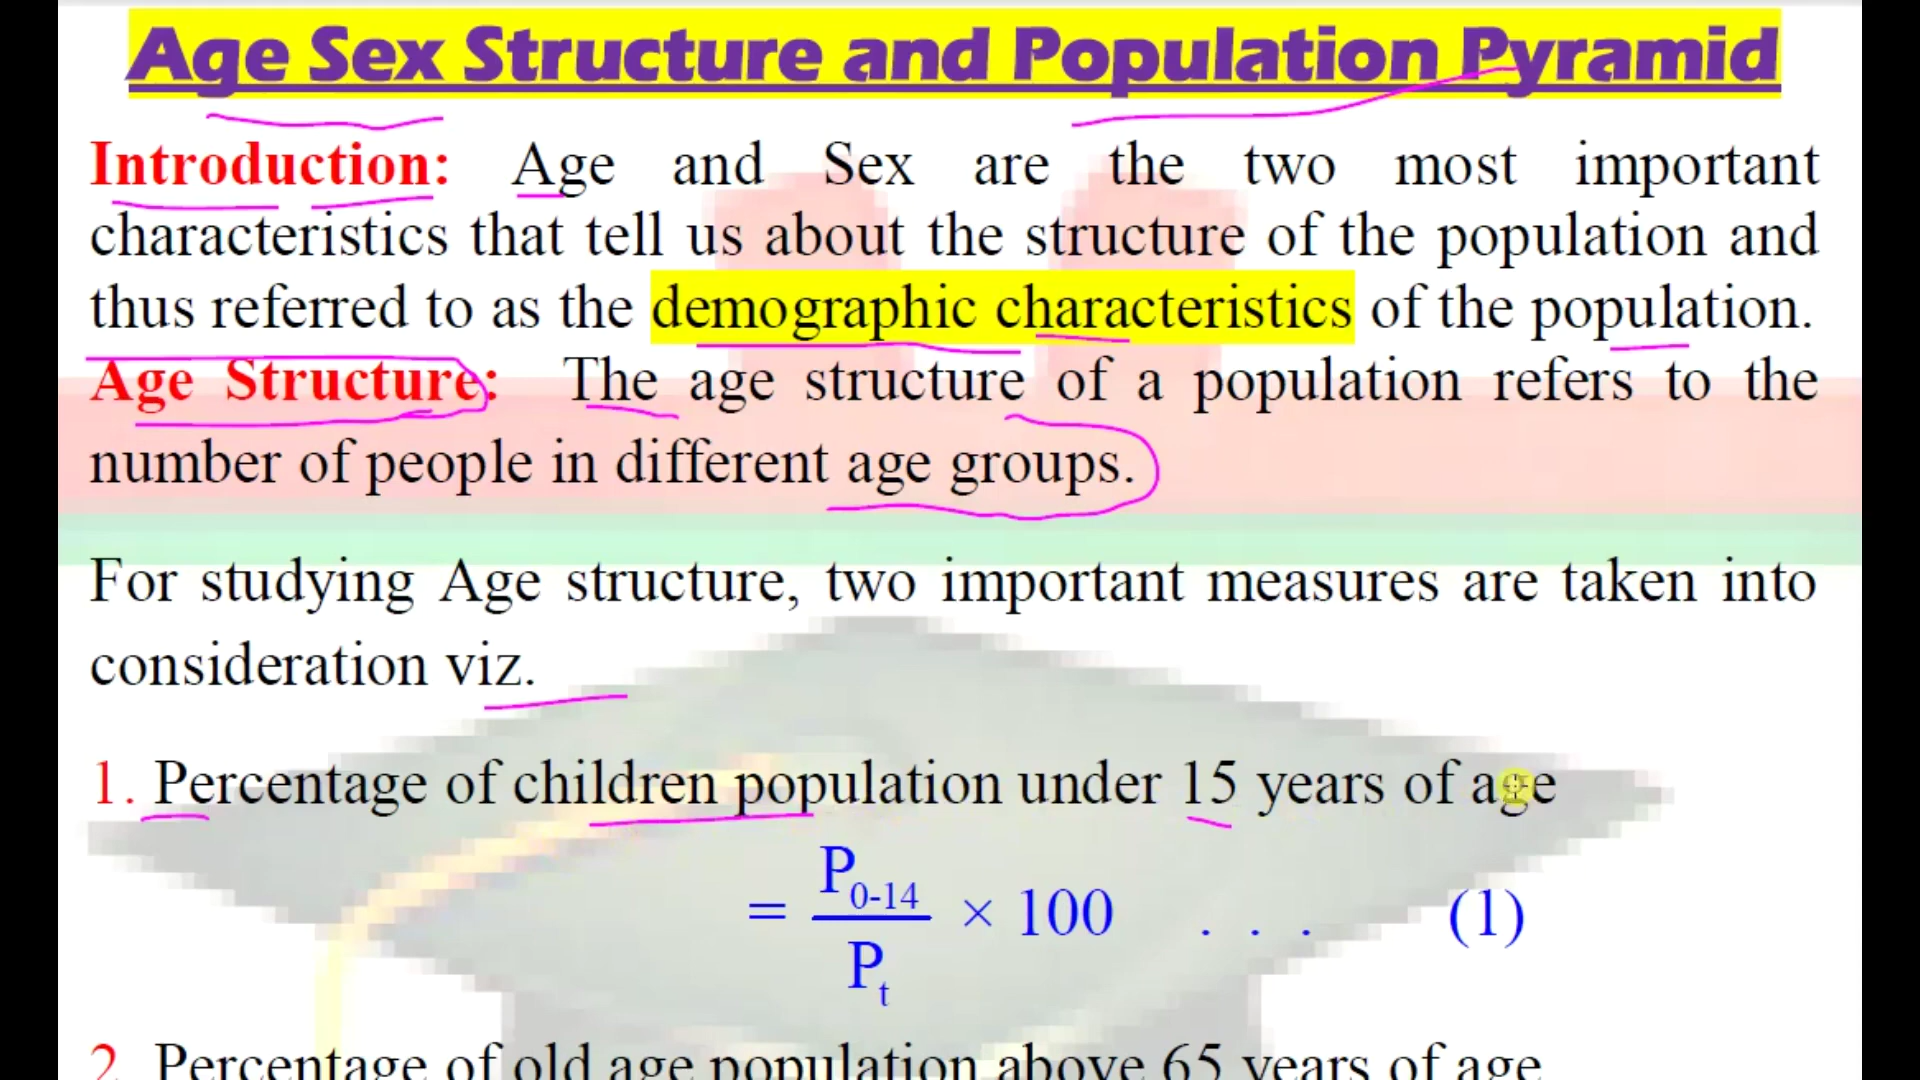 Age Sex Structure and Population Pyramid
Introduction: Age and Sex are the two most important
characteristics that tell us about the structure of the population and
thus referred to as the demographic characteristics of the population.
Age Structure: The age structure of a population refers to the
number of people in different age groups.
For studying Age structure, two important measures are taken into
consideration viz.
1. Percentage of children population under 15 years of age
= P0-14 / Pt × 100 . . . (1)
2. Percentage of old age population above 65 years of age